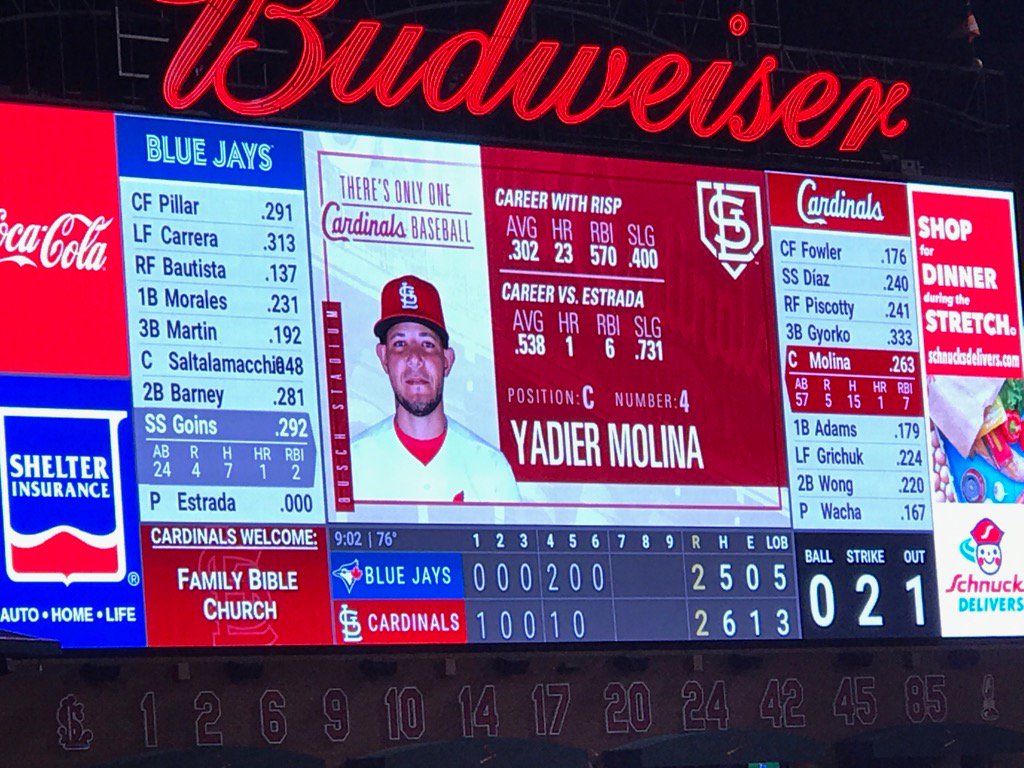 Budweiser
Coca-Cola
SHELTER
INSURANCE
®
AUTO • HOME • LIFE
BLUE JAYS
CF Pillar .291
LF Carrera .313
RF Bautista .137
1B Morales .231
3B Martin .192
C Saltalamacchi 048
2B Barney .281
SS Goins .292
AB R H HR RBI
24 4 7 1 2
P Estrada .000
CARDINALS WELCOME:
FAMILY BIBLE
CHURCH
THERE'S ONLY ONE
Cardinals BASEBALL
BUSCH STADIUM
STL
CAREER WITH RISP
AVG HR RBI SLG
.302 23 570 .400
CAREER VS. ESTRADA
AVG HR RBI SLG
.538 1 6 .731
POSITION: C NUMBER: 4
YADIER MOLINA
Cardinals
CF Fowler .176
SS Díaz .240
RF Piscotty .241
3B Gyorko .333
C Molina .263
AB R H HR RBI
57 5 15 1 7
1B Adams .179
LF Grichuk .224
2B Wong .220
P Wacha .167
SHOP
for
DINNER
during the
STRETCH.
schnucksdelivers.com
Schnuck
DELIVERS
9:02 | 76° 1 2 3 4 5 6 7 8 9 R H E LOB
BLUE JAYS 0 0 0 2 0 0 2 5 0 5
CARDINALS 1 0 0 1 0 2 6 1 3
BALL STRIKE OUT
0 2 1
1 2 6 9 10 14 17 20 24 42 45 85